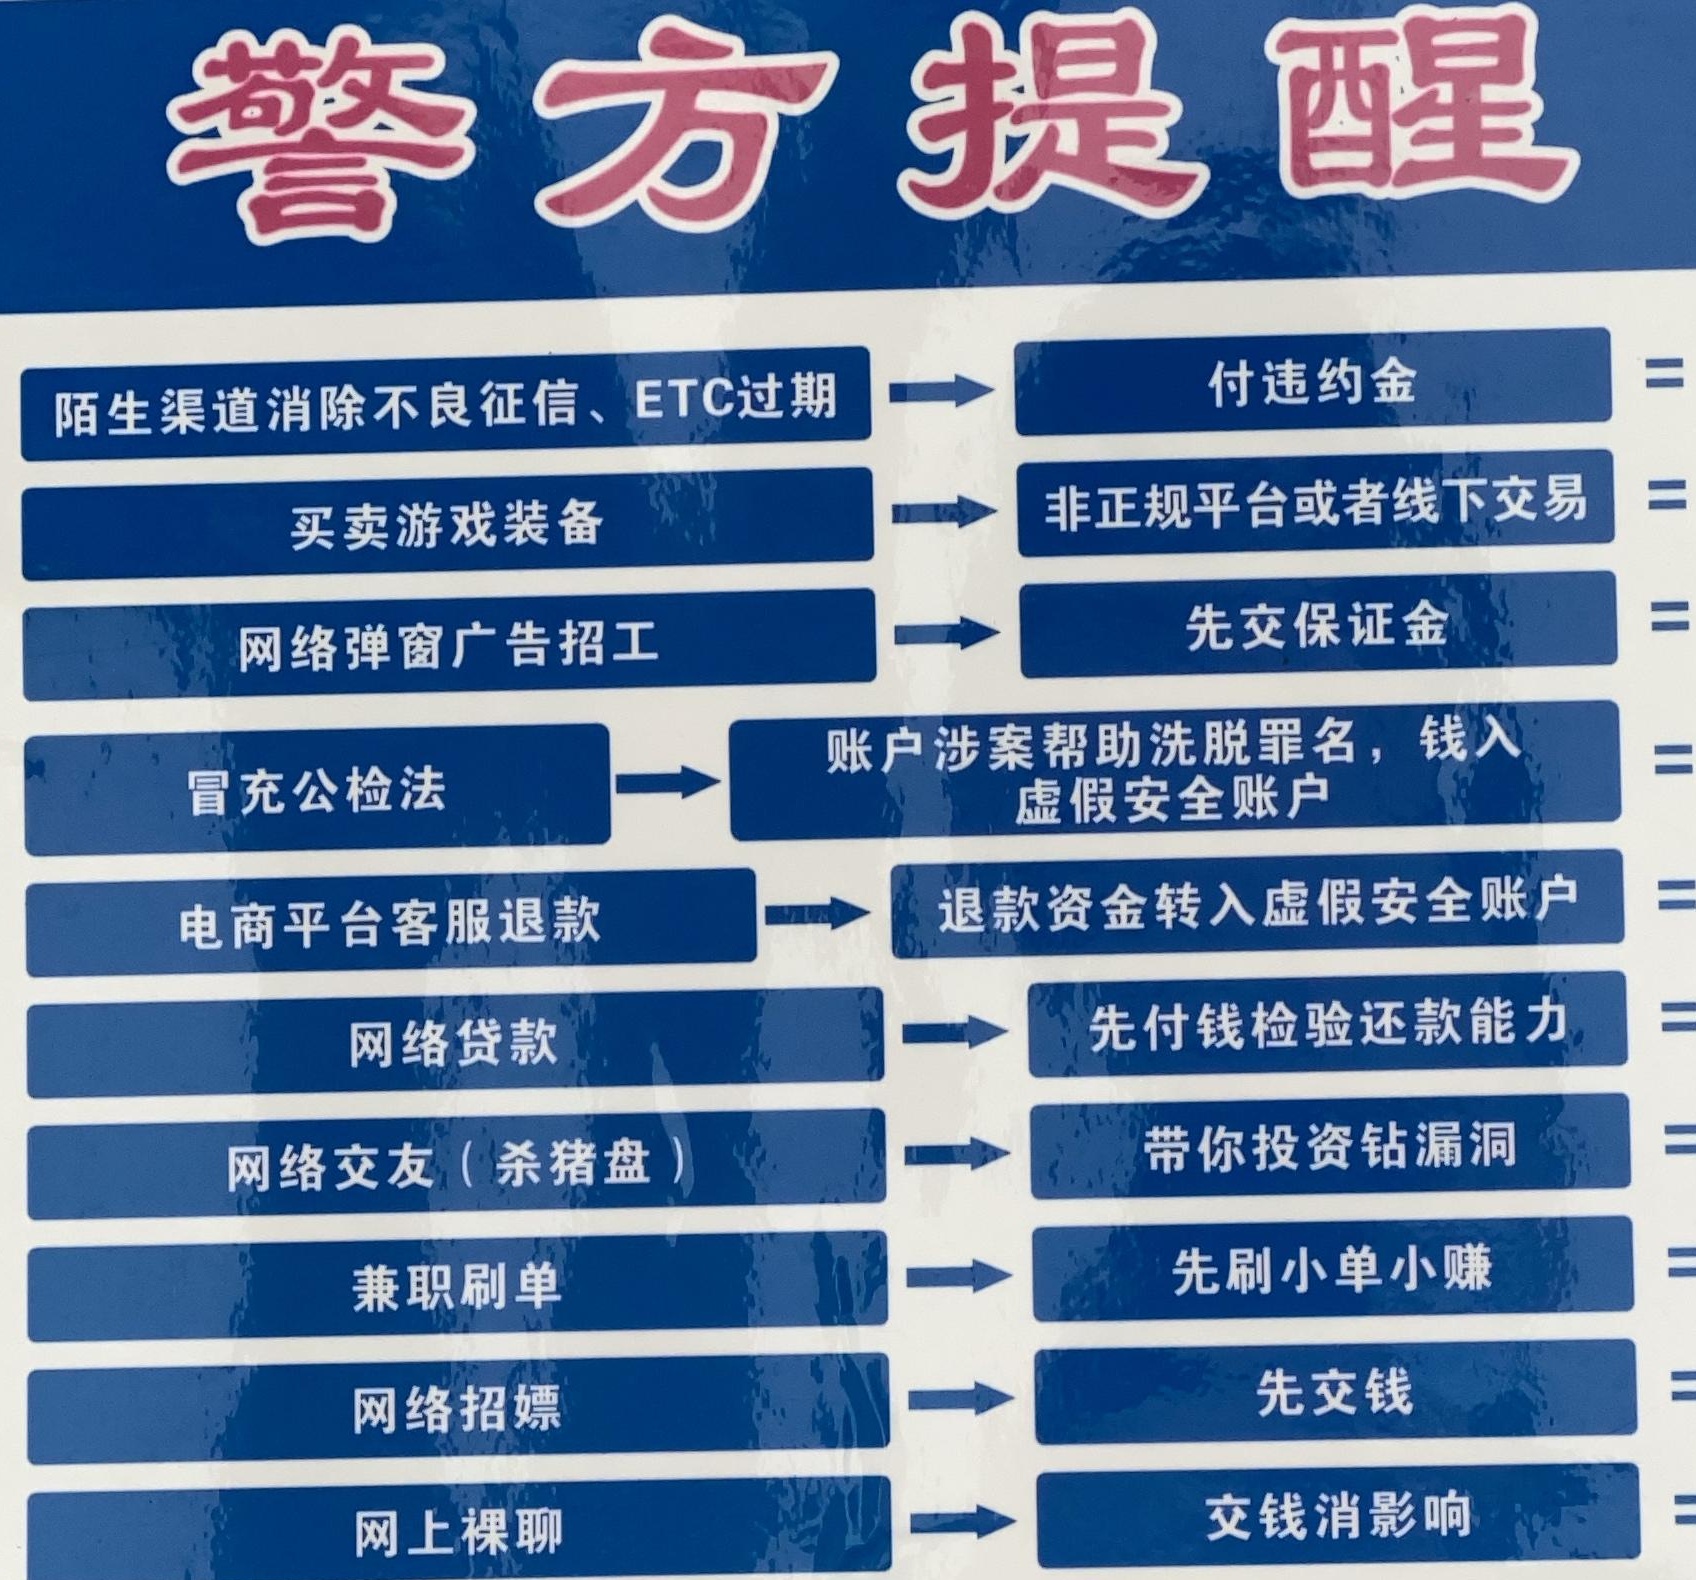 警方提醒
陌生渠道消除不良征信、ETC过期 → 付违约金 =
买卖游戏装备 → 非正规平台或者线下交易 =
网络弹窗广告招工 → 先交保证金 =
冒充公检法 → 账户涉案帮助洗脱罪名，钱入
虚假安全账户 =
电商平台客服退款 → 退款资金转入虚假安全账户 =
网络贷款 → 先付钱检验还款能力 =
网络交友（杀猪盘） → 带你投资钻漏洞 =
兼职刷单 → 先刷小单小赚 =
网络招嫖 → 先交钱 =
网上裸聊 → 交钱消影响 =